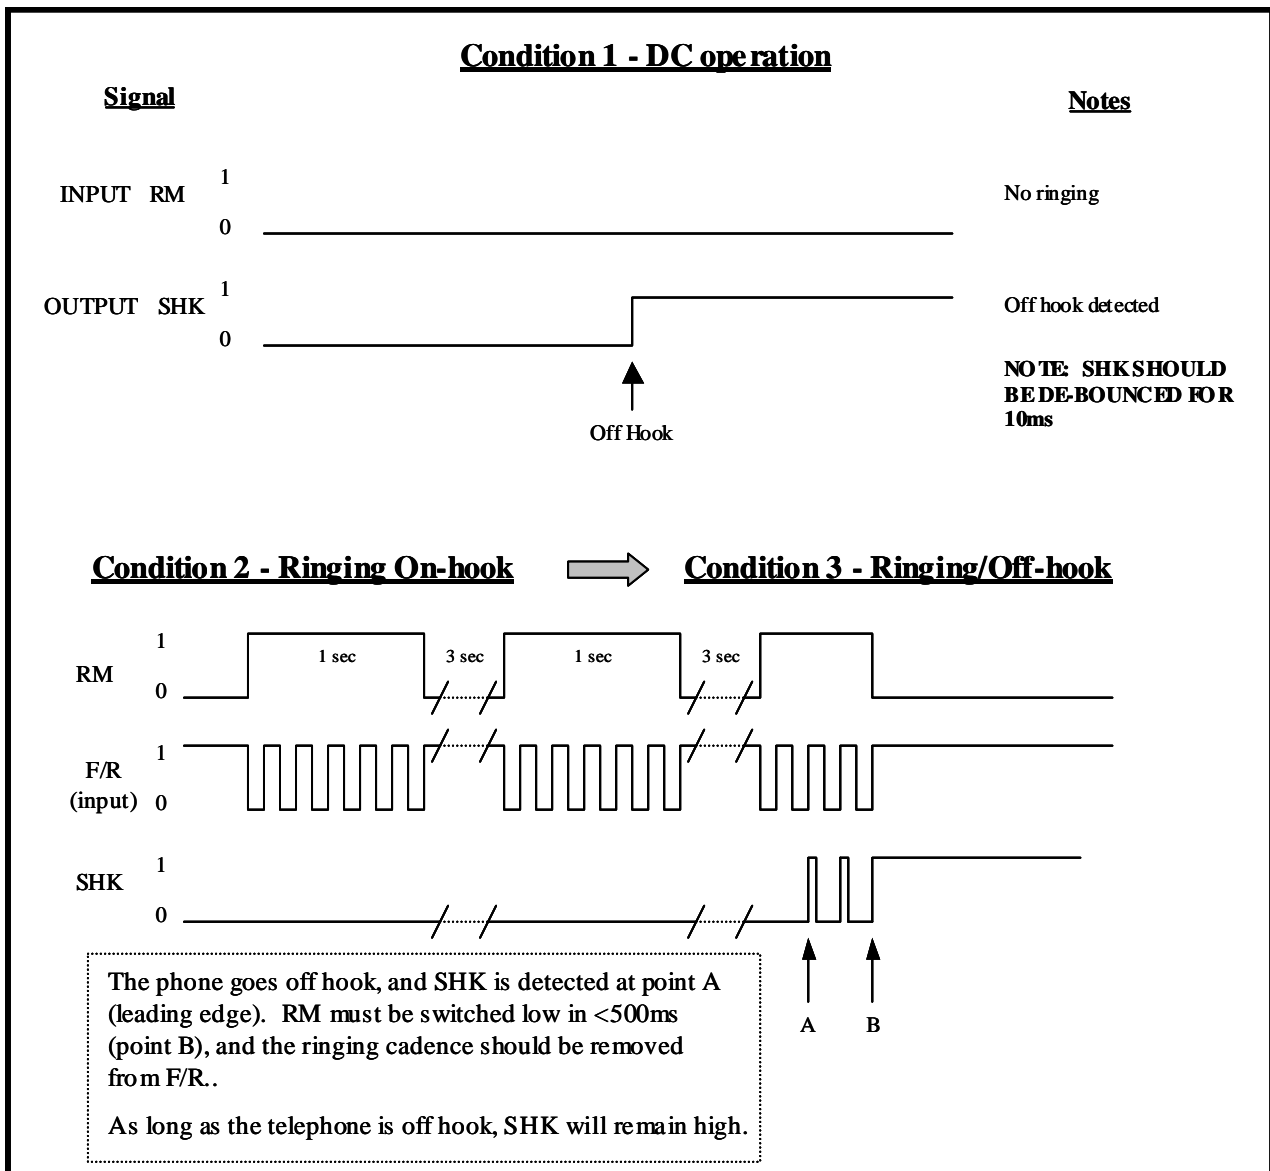 Condition 1 - DC operation
Signal
Notes
INPUT RM
1
0
No ringing
OUTPUT SHK
1
0
Off hook detected
NOTE: SHK SHOULD
BE DE-BOUNCED FOR
10ms
Off Hook
Condition 2 - Ringing On-hook
Condition 3 - Ringing/Off-hook
RM
1
0
1 sec
3 sec
1 sec
3 sec
F/R
(input)
1
0
SHK
1
0
A
B
The phone goes off hook, and SHK is detected at point A
(leading edge). RM must be switched low in <500ms
(point B), and the ringing cadence should be removed
from F/R..
As long as the telephone is off hook, SHK will remain high.